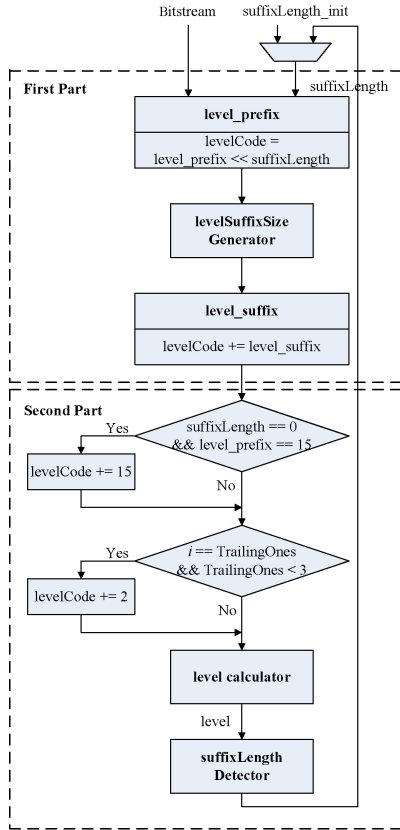 Bitstream
suffixLength_init
suffixLength
First Part
level_prefix
levelCode =
level_prefix << suffixLength
levelSuffixSize
Generator
level_suffix
levelCode += level_suffix
Second Part
suffixLength == 0
&& level_prefix == 15
Yes
levelCode += 15
No
i == TrailingOnes
&& TrailingOnes < 3
Yes
levelCode += 2
No
level calculator
level
suffixLength
Detector